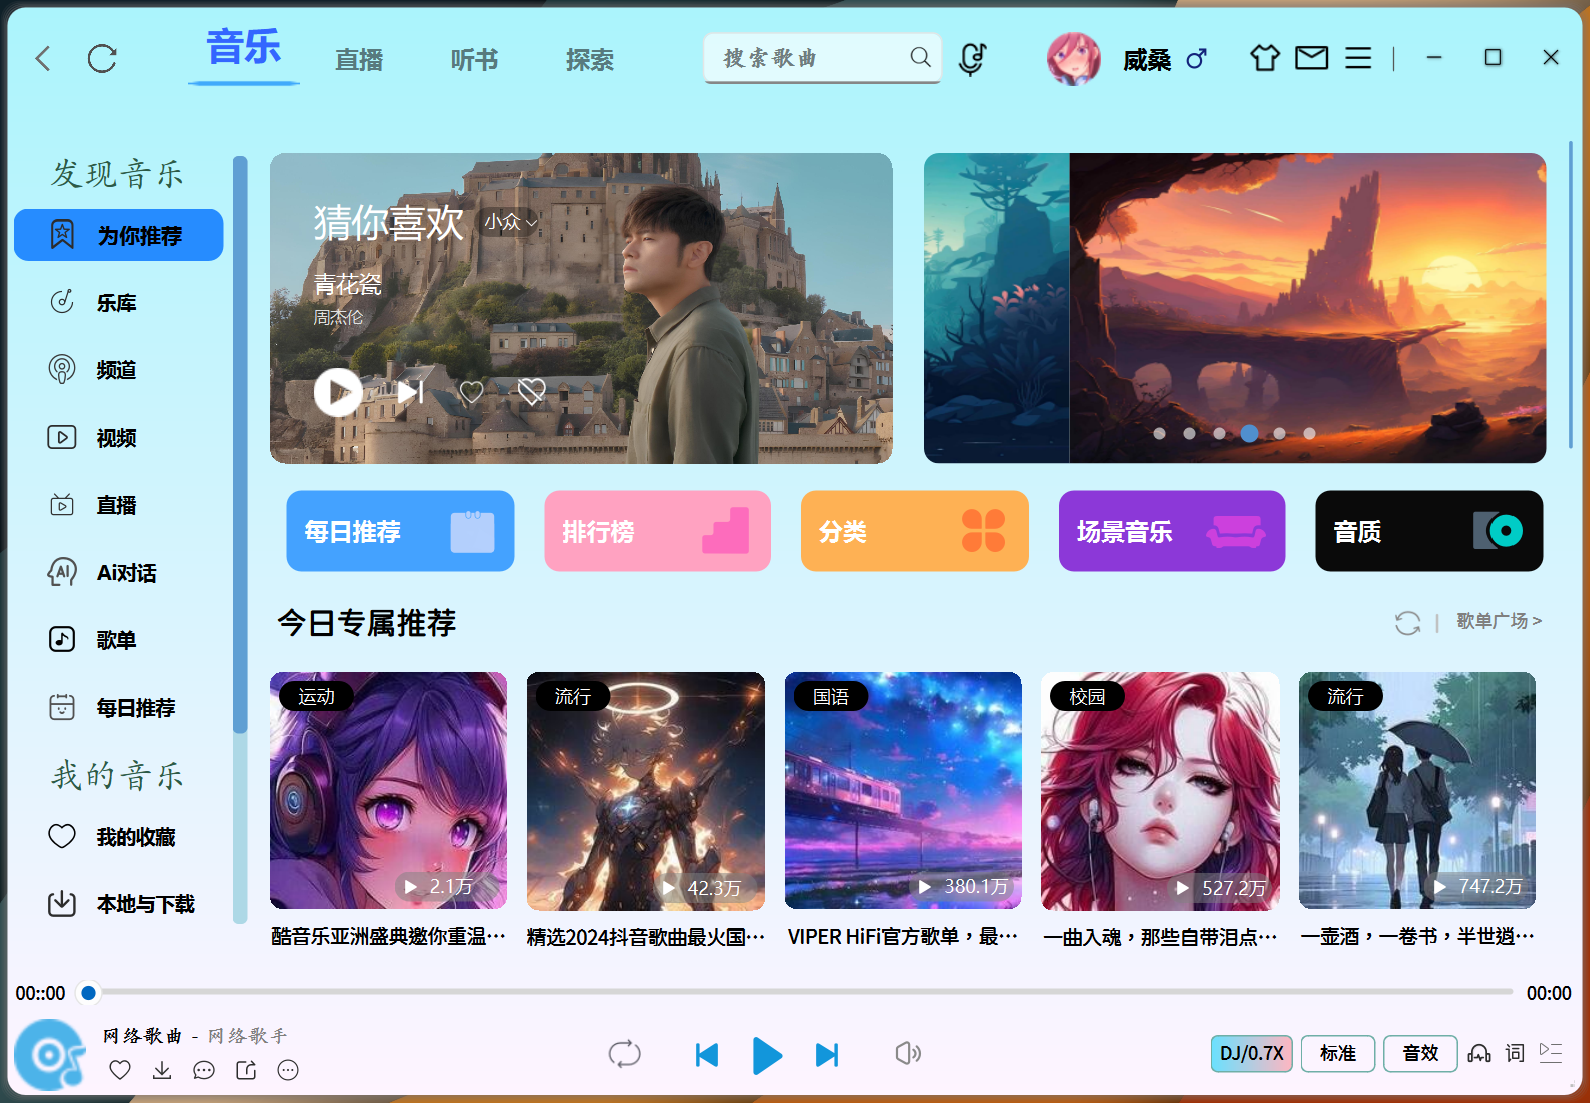 音乐
直播
听书
探索
搜索歌曲
威桑
发现音乐
为你推荐
乐库
频道
视频
直播
Ai对话
歌单
每日推荐
我的音乐
我的收藏
本地与下载
猜你喜欢 小众
青花瓷
周杰伦
每日推荐
排行榜
分类
场景音乐
音质
今日专属推荐
歌单广场 >
运动
2.1万
酷音乐亚洲盛典邀你重温…
流行
42.3万
精选2024抖音歌曲最火国…
国语
380.1万
VIPER HiFi官方歌单，最…
校园
527.2万
一曲入魂，那些自带泪点…
流行
747.2万
一壶酒，一卷书，半世逍…
00::00
00:00
网络歌曲 - 网络歌手
DJ/0.7X
标准
音效
词